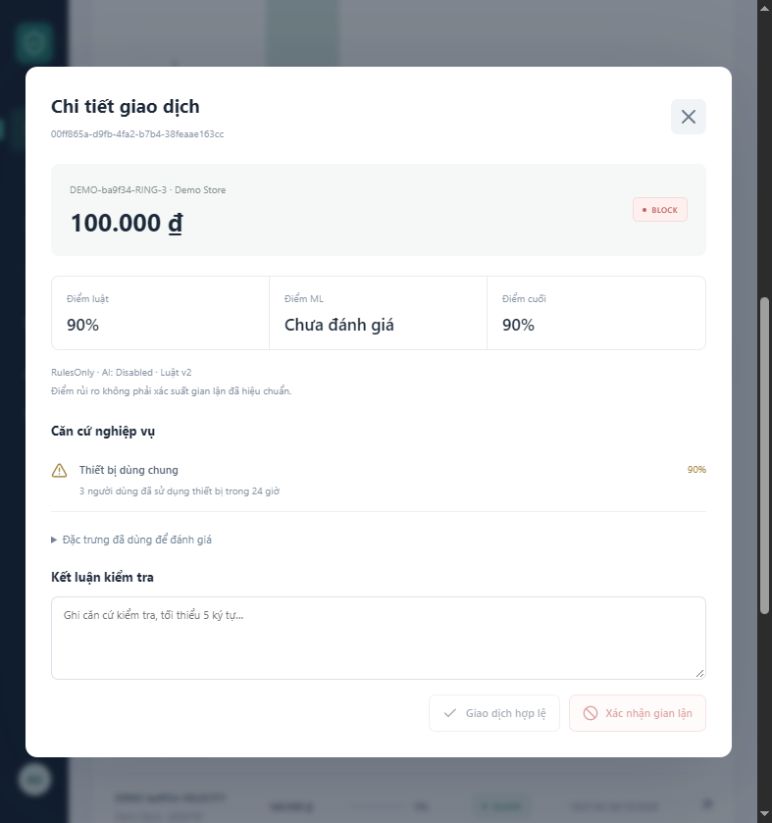 Chi tiết giao dịch
00ff865a-d9fb-4fa2-b7b4-38feaae163cc
DEMO-ba9f34-RING-3 · Demo Store
100.000 ₫
BLOCK
Điểm luật
Điểm ML
Điểm cuối
90%
Chưa đánh giá
90%
RulesOnly · AI: Disabled · Luật v2
Điểm rủi ro không phải xác suất gian lận đã hiệu chuẩn.
Căn cứ nghiệp vụ
Thiết bị dùng chung
90%
3 người dùng đã sử dụng thiết bị trong 24 giờ
Đặc trưng đã dùng để đánh giá
Kết luận kiểm tra
Ghi căn cứ kiểm tra, tối thiểu 5 ký tự...
Giao dịch hợp lệ
Xác nhận gian lận